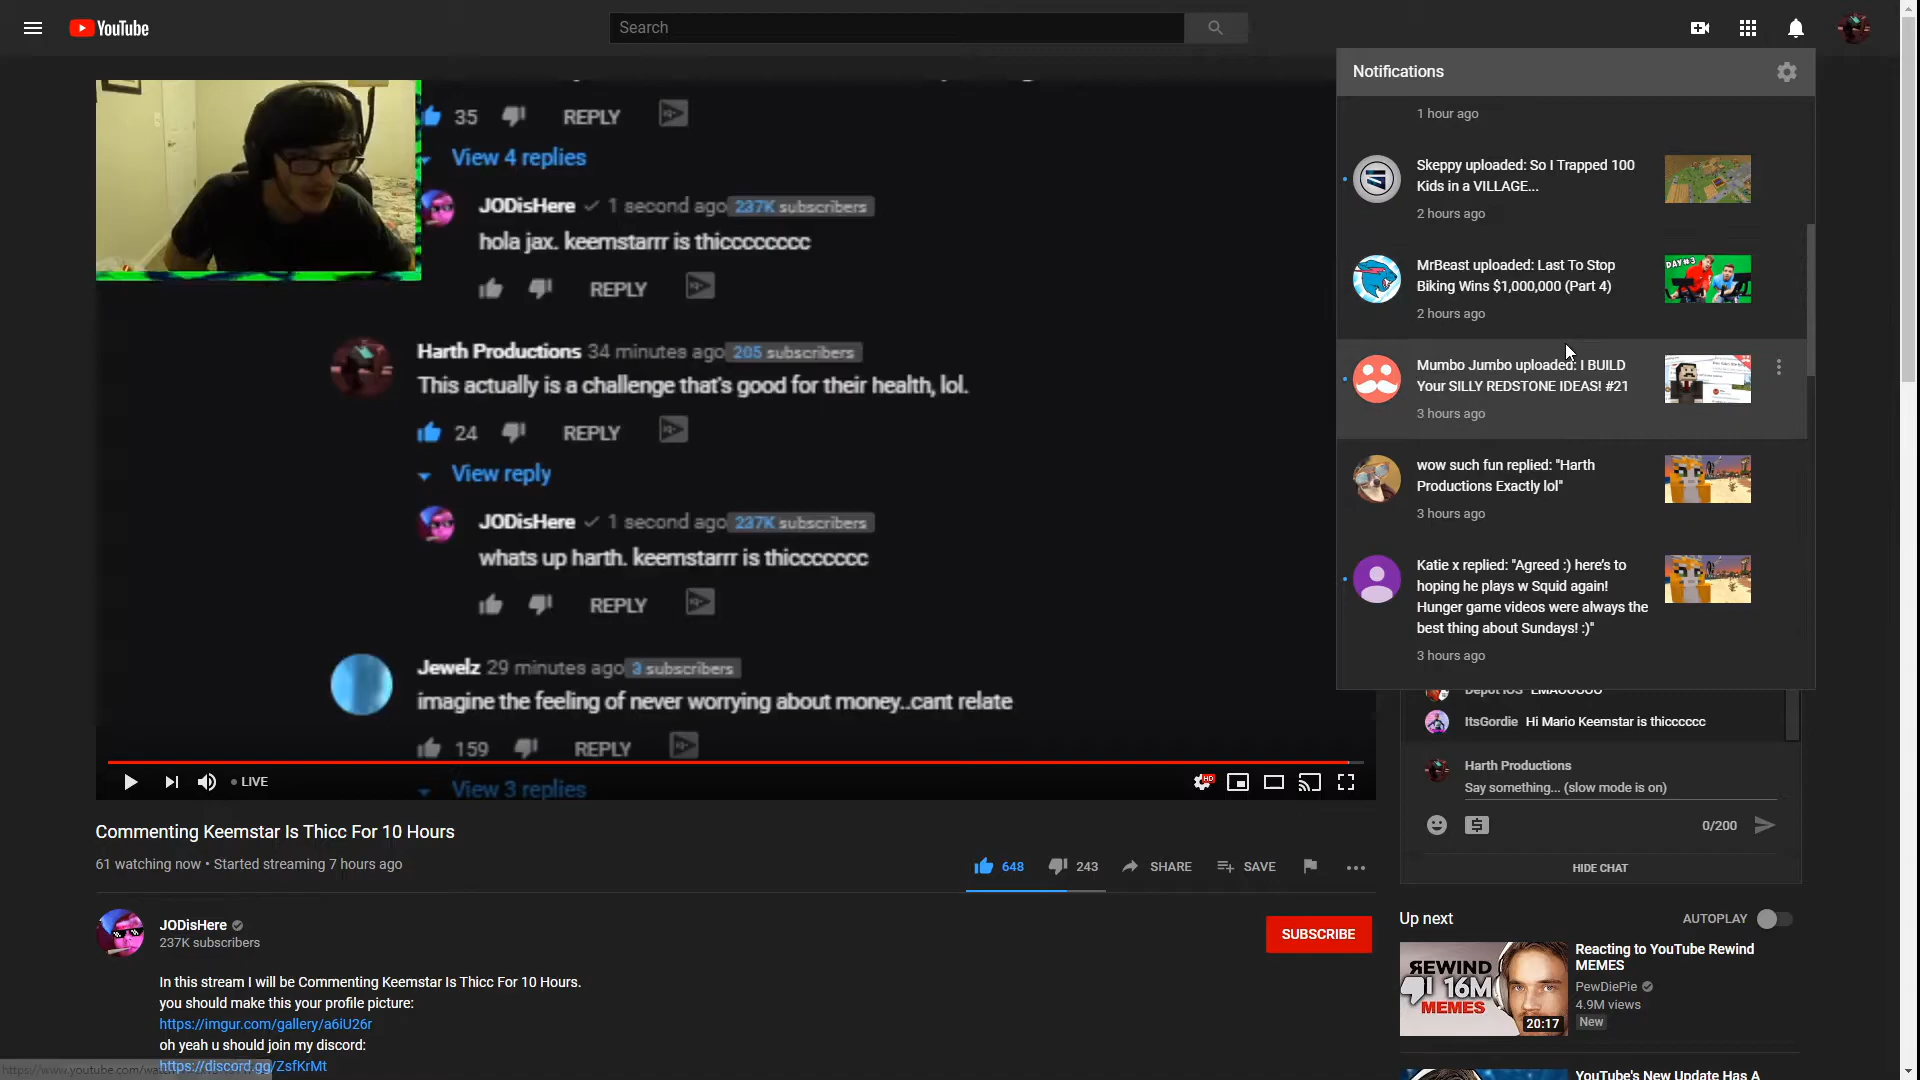 YouTube
Search
Notifications
1 hour ago
Skeppy uploaded: So I Trapped 100
Kids in a VILLAGE...
2 hours ago
MrBeast uploaded: Last To Stop
Biking Wins $1,000,000 (Part 4)
2 hours ago
DAY#3
Mumbo Jumbo uploaded: I BUILD
Your SILLY REDSTONE IDEAS! #21
3 hours ago
wow such fun replied: "Harth
Productions Exactly lol"
3 hours ago
Katie x replied: "Agreed :) here's to
hoping he plays w Squid again!
Hunger game videos were always the
best thing about Sundays! :)"
3 hours ago
35 REPLY
View 4 replies
JODisHere 1 second ago 237K subscribers
hola jax. keemstarrr is thicccccccc
REPLY
Harth Productions 34 minutes ago 205 subscribers
This actually is a challenge that's good for their health, lol.
24 REPLY
View reply
JODisHere 1 second ago 237K subscribers
whats up harth. keemstarrr is thiccccccc
REPLY
Jewelz 29 minutes ago 3 subscribers
imagine the feeling of never worrying about money..cant relate
159 REPLY
View 3 replies
LIVE
HD
Depot iOS LMAOOOOO
ItsGordie Hi Mario Keemstar is thicccccc
Harth Productions
Say something... (slow mode is on)
0/200
HIDE CHAT
Commenting Keemstar Is Thicc For 10 Hours
61 watching now • Started streaming 7 hours ago
648 243 SHARE SAVE
JODisHere
237K subscribers
SUBSCRIBE
In this stream I will be Commenting Keemstar Is Thicc For 10 Hours.
you should make this your profile picture:
https://imgur.com/gallery/a6iU26r
oh yeah u should join my discord:
https://discord.gg/ZsfKrMt
https://www.youtube.com/watch
Up next AUTOPLAY
REWIND
16M
MEMES
20:17
Reacting to YouTube Rewind
MEMES
PewDiePie
4.9M views
New
YouTube's New Update Has A